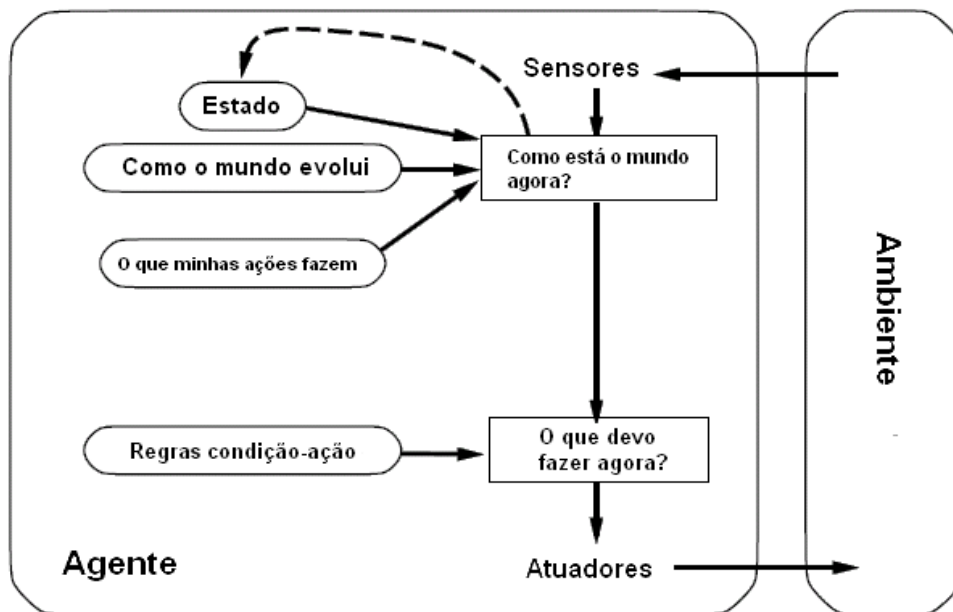 Sensores
Estado
Como o mundo evolui
Como está o mundo
agora?
O que minhas ações fazem
Ambiente
Regras condição-ação
O que devo
fazer agora?
Agente
Atuadores